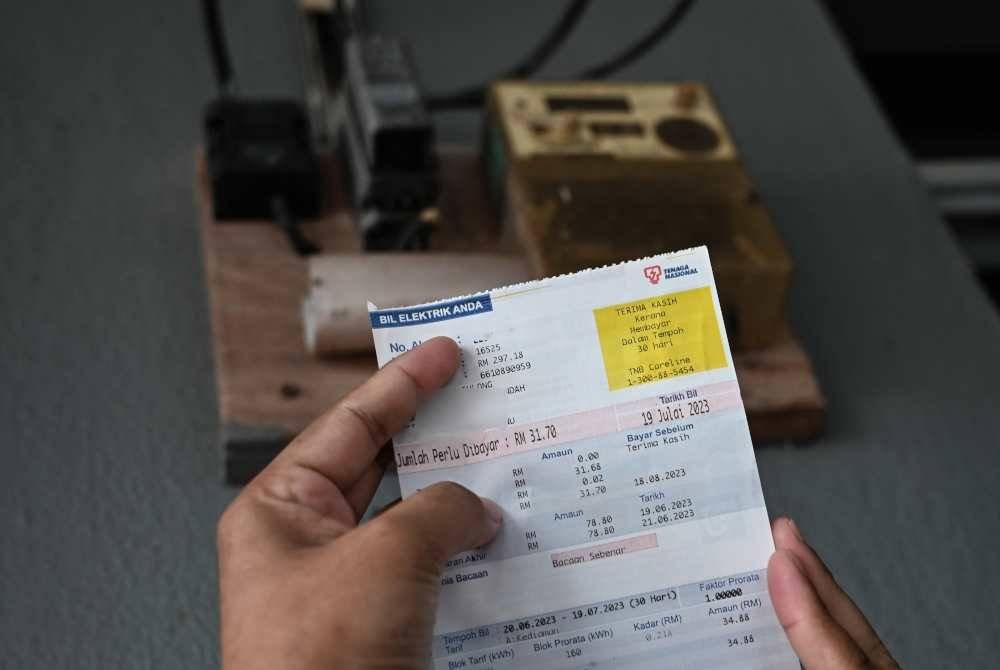 TENAGA
NASIONAL
BIL ELEKTRIK ANDA
TERIMA KASIH
Kerana
Membayar
Dalam Tempoh
30 hari
TNB Careline
1-300-88-5454
No.
16525
RM 297.18
6610890959
Tarikh Bil
19 Julai 2023
Jumlah Perlu Dibayar : RM 31.70
Amaun
Bayar Sebelum
RM 0.00 Terima Kasih
RM 31.68
RM 0.02
RM 31.70 18.08.2023
Amaun Tarikh
RM 78.80 19.06.2023
RM 78.80 21.06.2023
Akhir
Bacaan
Bacaan Sebenar
Tempoh Bil : 20.06.2023 - 19.07.2023 (30 Hari) Faktor Prorata
Tarif : A:Kediaman 1.00000
Blok Tarif (kWh) Blok Prorata (kWh) Kadar (RM) Amaun (RM)
160 0.218 34.88
34.88